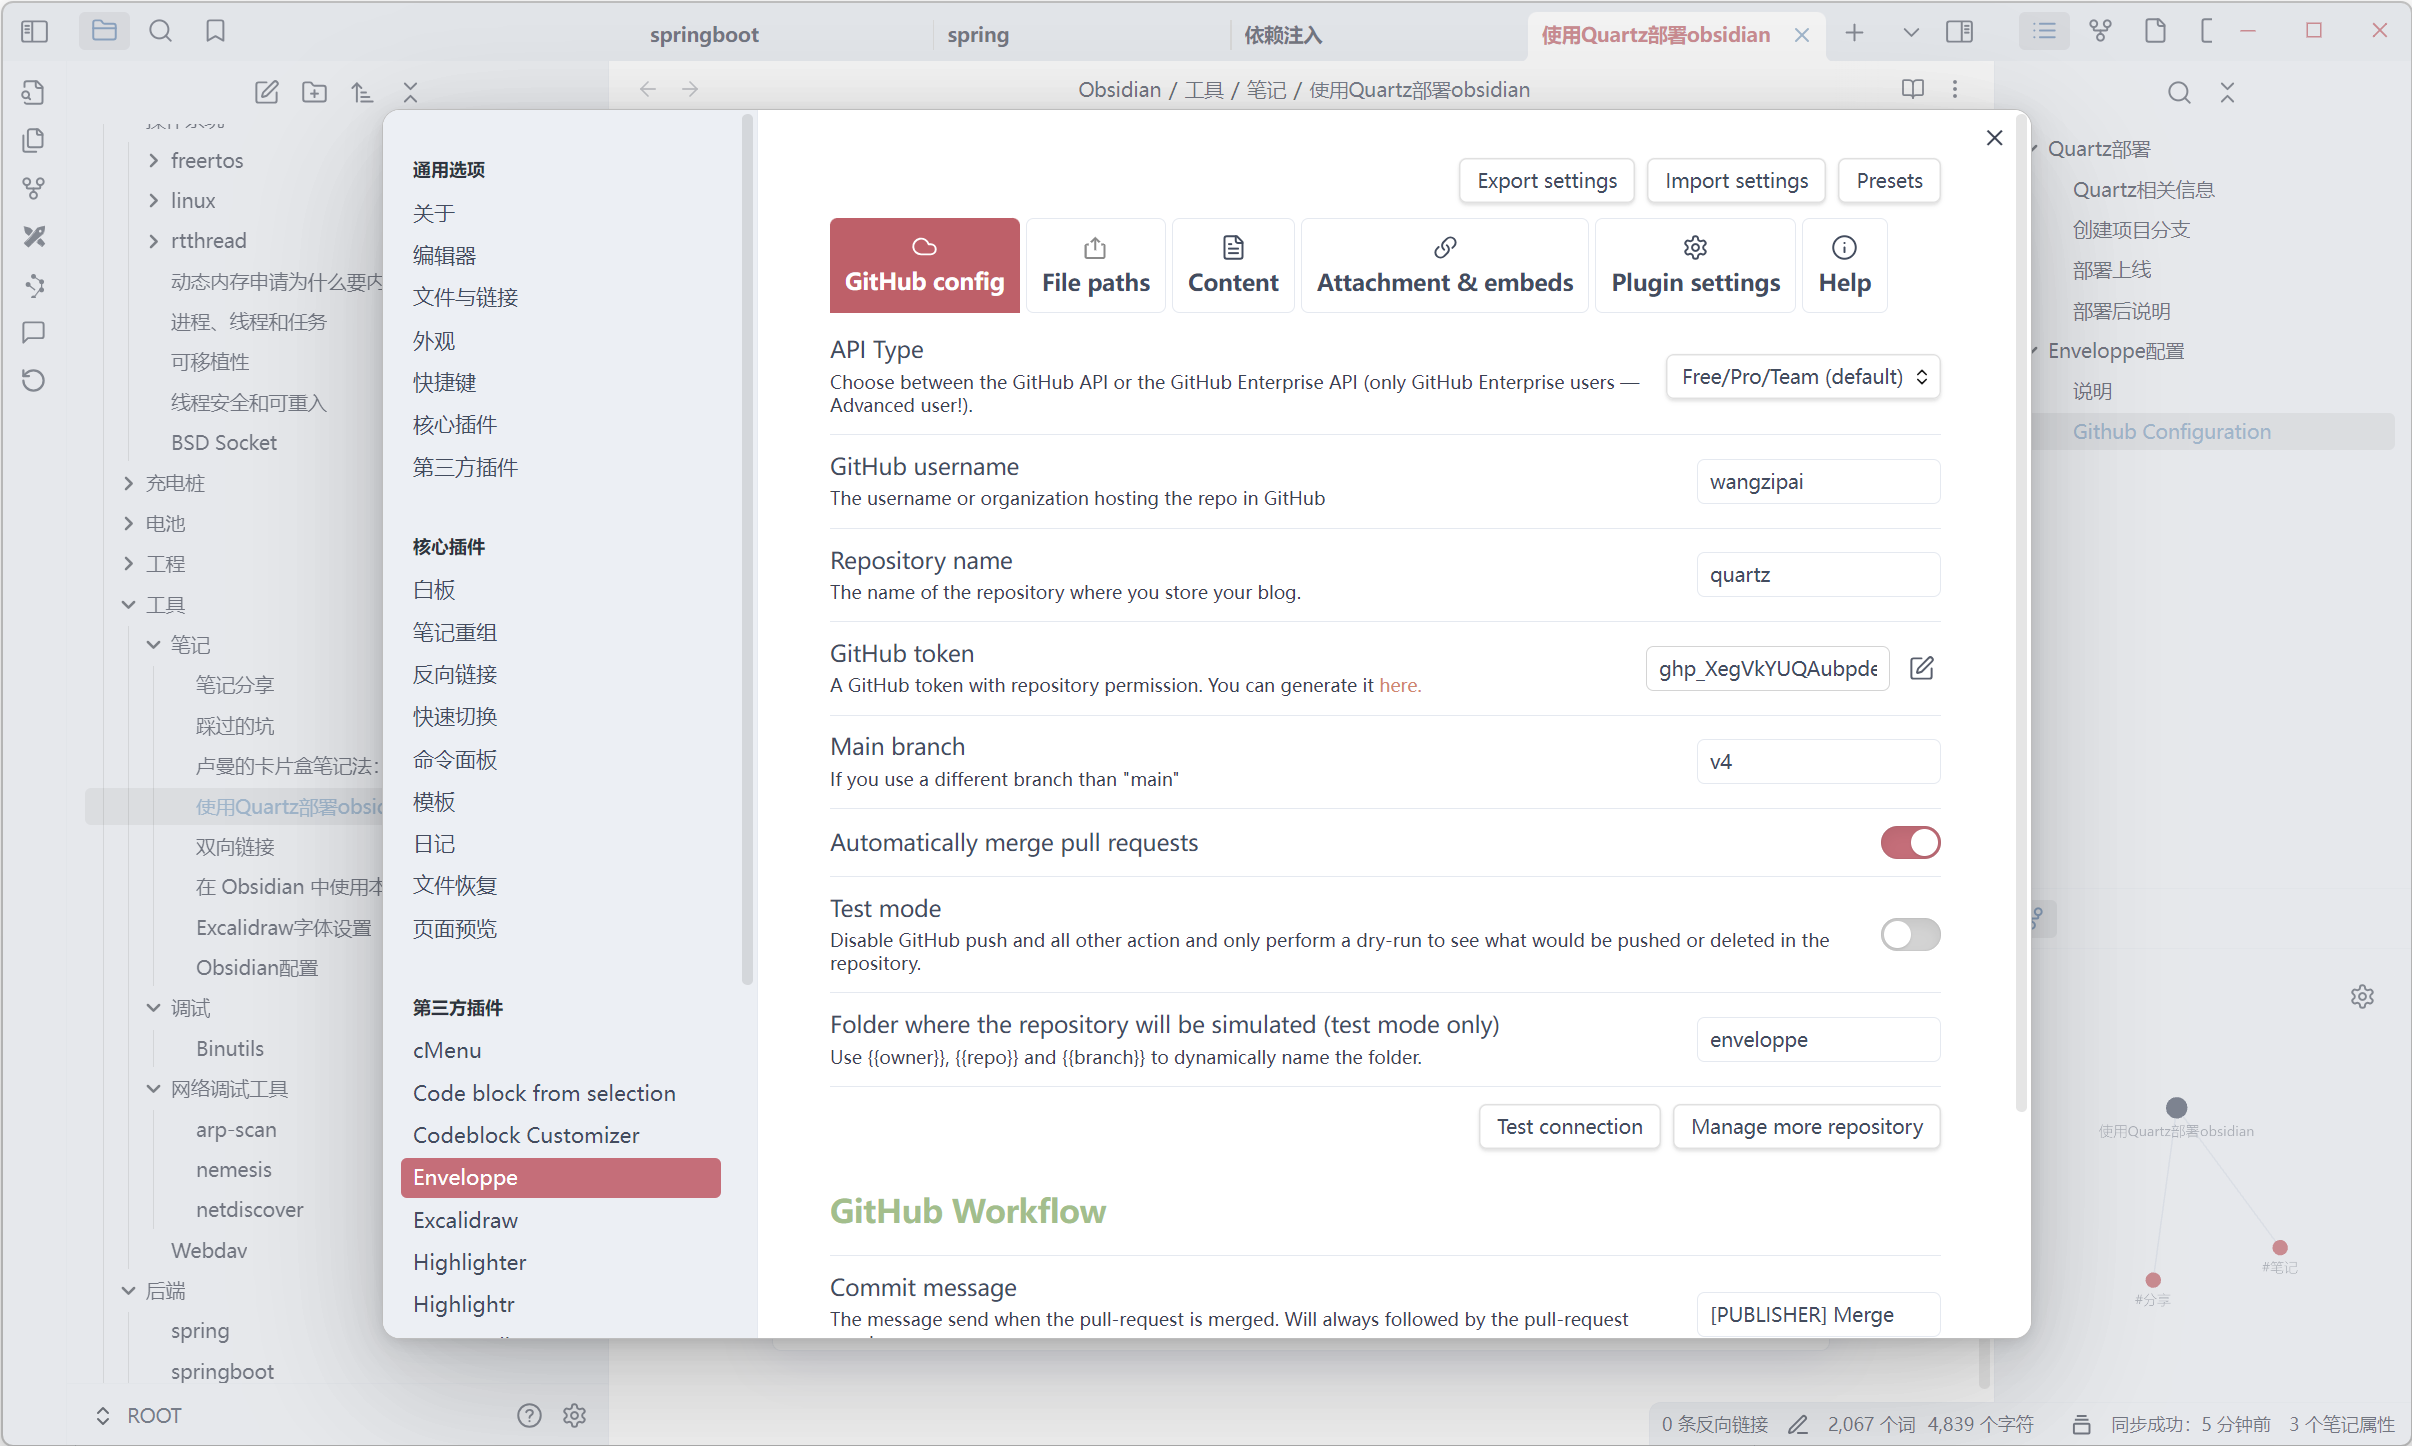 springboot
spring
依赖注入
使用Quartz部署obsidian
Obsidian / 工具 / 笔记 / 使用Quartz部署obsidian
操作系统
freertos
linux
rtthread
动态内存申请为什么要内
进程、线程和任务
可移植性
线程安全和可重入
BSD Socket
充电桩
电池
工程
工具
笔记
笔记分享
踩过的坑
卢曼的卡片盒笔记法：
使用Quartz部署obsid
双向链接
在 Obsidian 中使用本
Excalidraw字体设置
Obsidian配置
调试
Binutils
网络调试工具
arp-scan
nemesis
netdiscover
Webdav
后端
spring
springboot
ROOT
通用选项
关于
编辑器
文件与链接
外观
快捷键
核心插件
第三方插件
核心插件
白板
笔记重组
反向链接
快速切换
命令面板
模板
日记
文件恢复
页面预览
第三方插件
cMenu
Code block from selection
Codeblock Customizer
Enveloppe
Excalidraw
Highlighter
Highlightr
Export settings
Import settings
Presets
GitHub config
File paths
Content
Attachment & embeds
Plugin settings
Help
API Type
Choose between the GitHub API or the GitHub Enterprise API (only GitHub Enterprise users —
Advanced user!).
Free/Pro/Team (default)
GitHub username
The username or organization hosting the repo in GitHub
wangzipai
Repository name
The name of the repository where you store your blog.
quartz
GitHub token
A GitHub token with repository permission. You can generate it here.
ghp_XegVkYUQAubpde
Main branch
If you use a different branch than "main"
v4
Automatically merge pull requests
Test mode
Disable GitHub push and all other action and only perform a dry-run to see what would be pushed or deleted in the
repository.
Folder where the repository will be simulated (test mode only)
Use {{owner}}, {{repo}} and {{branch}} to dynamically name the folder.
enveloppe
Test connection
Manage more repository
GitHub Workflow
Commit message
The message send when the pull-request is merged. Will always followed by the pull-request
[PUBLISHER] Merge
Quartz部署
Quartz相关信息
创建项目分支
部署上线
部署后说明
Enveloppe配置
说明
Github Configuration
使用Quartz部署obsidian
#笔记
#分享
0 条反向链接
2,067 个词 4,839 个字符
同步成功：5 分钟前
3 个笔记属性